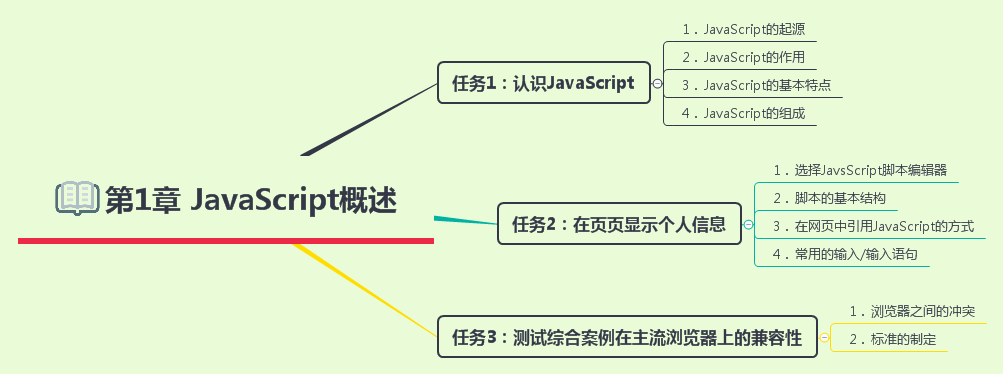 第1章 JavaScript概述
任务1：认识JavaScript
1．JavaScript的起源
2．JavaScript的作用
3．JavaScript的基本特点
4．JavaScript的组成
任务2：在页页显示个人信息
1．选择JavsScript脚本编辑器
2．脚本的基本结构
3．在网页中引用JavaScript的方式
4．常用的输入/输入语句
任务3：测试综合案例在主流浏览器上的兼容性
1．浏览器之间的冲突
2．标准的制定